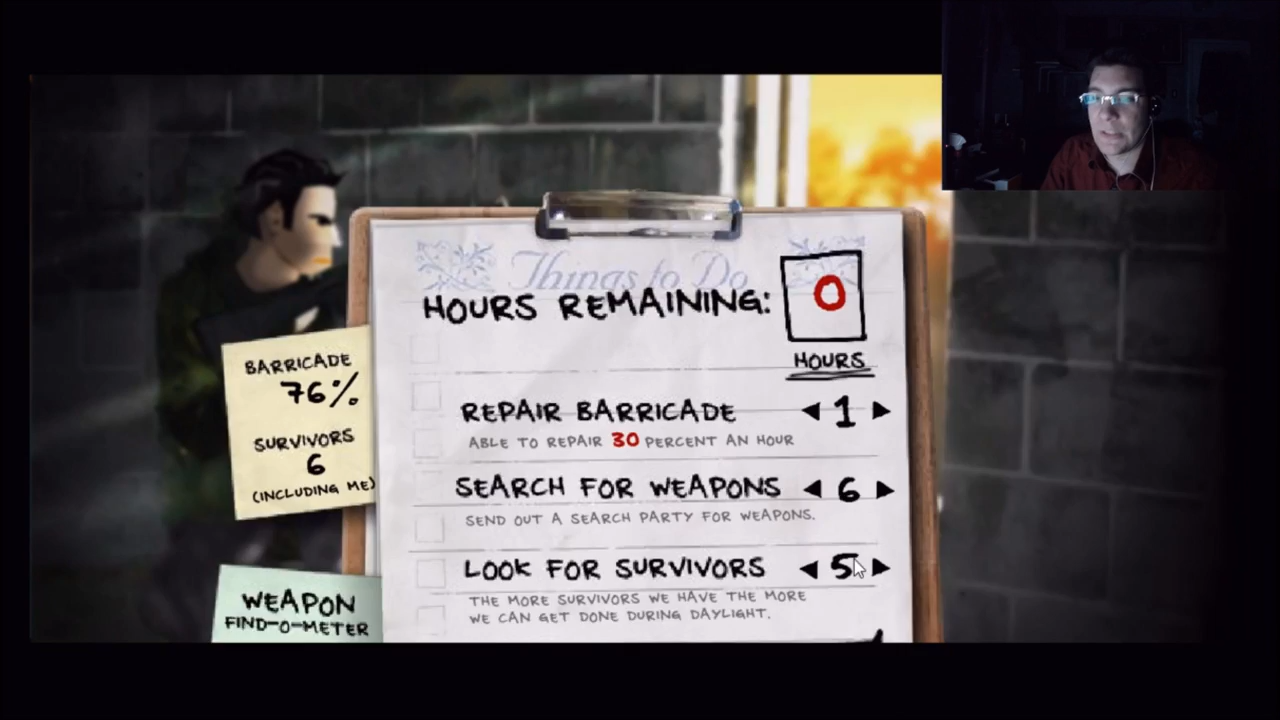 Things to Do
HOURS REMAINING: 0
HOURS
BARRICADE
76%
SURVIVORS
6
(INCLUDING ME)
REPAIR BARRICADE 1
ABLE TO REPAIR 30 PERCENT AN HOUR
SEARCH FOR WEAPONS 6
SEND OUT A SEARCH PARTY FOR WEAPONS.
LOOK FOR SURVIVORS 5
THE MORE SURVIVORS WE HAVE THE MORE
WE CAN GET DONE DURING DAYLIGHT.
WEAPON
FIND-O-METER